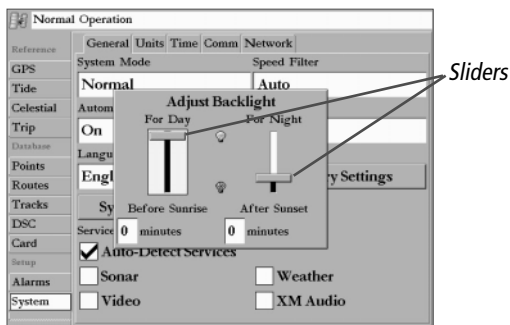 Normal Operation
Reference
GPS
Tide
Celestial
Trip
Database
Points
Routes
Tracks
DSC
Card
Setup
Alarms
System
General Units Time Comm Network
System Mode Speed Filter
Normal Auto
Autom
On
Langu
Engl ry Settings
Sy
Service
Adjust Backlight
For Day For Night
Before Sunrise After Sunset
0 minutes 0 minutes
Auto-Detect Services
Sonar Weather
Video XM Audio
Sliders